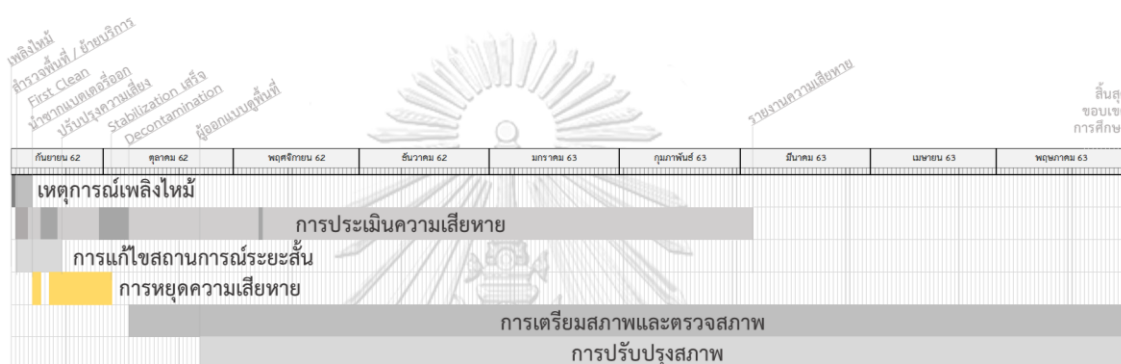 เพลิงไหม้
สำรวจพื้นที่ / ย้ายบริการ
First Clean
นำซากแบตเตอรี่ออก
ปรับปรุงความเสี่ยง
Stabilization เสร็จ
Decontamination
ผู้ออกแบบดูพื้นที่
รายงานความเสียหาย
สิ้นสุ
ขอบเข
การศึกษ
กันยายน 62 ตุลาคม 62 พฤศจิกายน 62 ธันวาคม 62 มกราคม 63 กุมภาพันธ์ 63 มีนาคม 63 เมษายน 63 พฤษภาคม 63
เหตุการณ์เพลิงไหม้
การประเมินความเสียหาย
การแก้ไขสถานการณ์ระยะสั้น
การหยุดความเสียหาย
การเตรียมสภาพและตรวจสภาพ
การปรับปรุงสภาพ